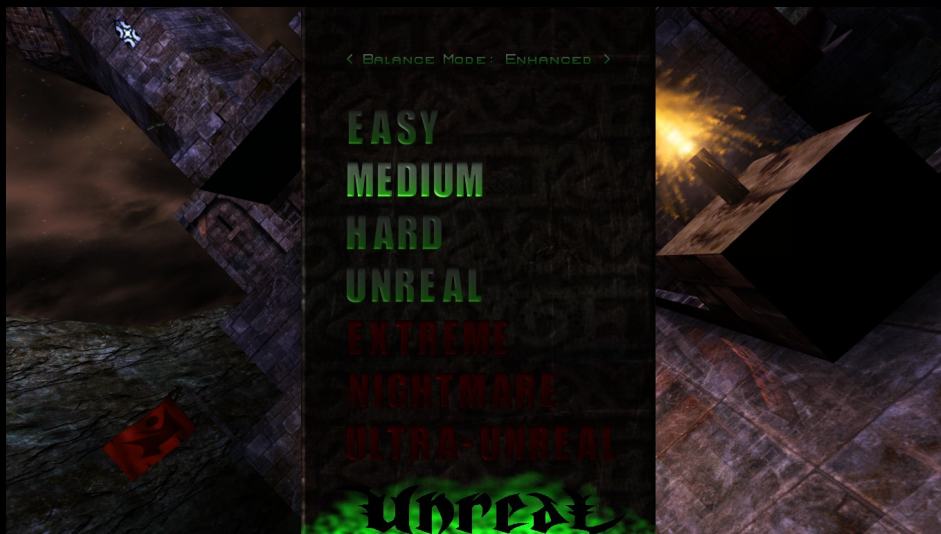 < Balance Mode: Enhanced >
EASY
MEDIUM
HARD
UNREAL
EXTREME
NIGHTMARE
ULTRA-UNREAL
Unreal